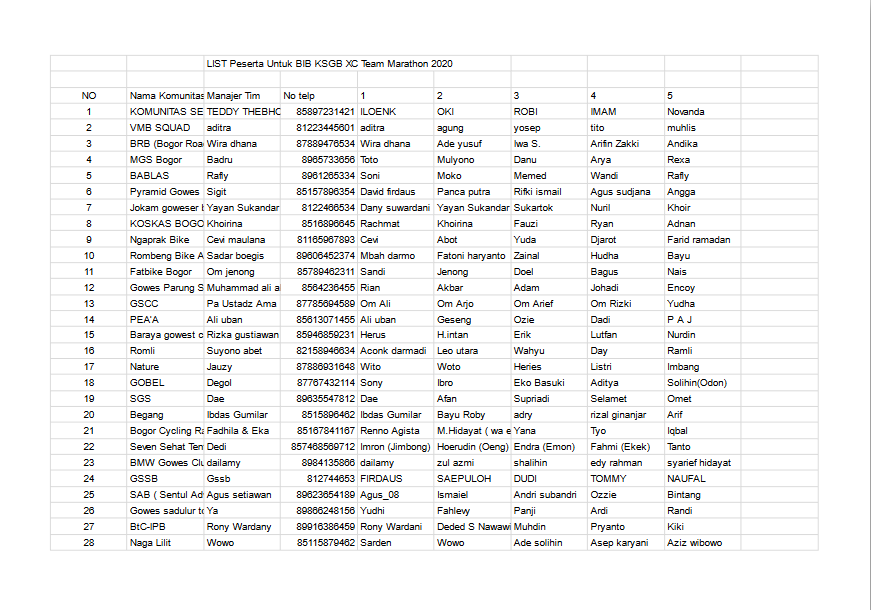 LIST Peserta Untuk BIB KSGB XC Team Marathon 2020
NO Nama Komunitas Manajer Tim No telp 1 2 3 4 5
1 KOMUNITAS SE TEDDY THEBHO 85897231421 ILOENK OKI ROBI IMAM Novanda
2 VMB SQUAD aditra 81223445601 aditra agung yosep tito muhlis
3 BRB (Bogor Roa Wira dhana 87889476534 Wira dhana Ade yusuf Iwa S. Arifin Zakki Andika
4 MGS Bogor Badru 8965733656 Toto Mulyono Danu Arya Rexa
5 BABLAS Rafly 8961265334 Soni Moko Memed Wandi Rafly
6 Pyramid Gowes Sigit 85157896354 David firdaus Panca putra Rifki ismail Agus sudjana Angga
7 Jokam goweser b Yayan Sukandar 8122466534 Dany suwardani Yayan Sukandar Sukartok Nuril Khoir
8 KOSKAS BOGO Khoirina 8516896645 Rachmat Khoirina Fauzi Ryan Adnan
9 Ngaprak Bike Cevi maulana 81165967893 Cevi Abot Yuda Djarot Farid ramadan
10 Rombeng Bike A Sadar boegis 89606452374 Mbah darmo Fatoni haryanto Zainal Hudha Bayu
11 Fatbike Bogor Om jenong 85789462311 Sandi Jenong Doel Bagus Nais
12 Gowes Parung S Muhammad ali al 8564236455 Rian Akbar Adam Johadi Encoy
13 GSCC Pa Ustadz Ama 87785694589 Om Ali Om Arjo Om Arief Om Rizki Yudha
14 PEA'A Ali uban 85613071455 Ali uban Geseng Ozie Dadi P A J
15 Baraya gowest c Rizka gustiawan 85946859231 Herus H.intan Erik Lutfan Nurdin
16 Romli Suyono abet 82158946634 Aconk darmadi Leo utara Wahyu Day Ramli
17 Nature Jauzy 87886931648 Wito Woto Heries Listri Imbang
18 GOBEL Degol 87767432114 Sony Ibro Eko Basuki Aditya Solihin(Odon)
19 SGS Dae 89635547812 Dae Afan Supriadi Selamet Omet
20 Begang Ibdas Gumilar 8515896462 Ibdas Gumilar Bayu Roby adry rizal ginanjar Arif
21 Bogor Cycling Ra Fadhila & Eka 85167841167 Renno Agista M.Hidayat ( wa e Yana Tyo Iqbal
22 Seven Sehat Tem Dedi 857468569712 Imron (Jimbong) Hoerudin (Oeng) Endra (Emon) Fahmi (Ekek) Tanto
23 BMW Gowes Clu dailamy 8984135866 dailamy zul azmi shalihin edy rahman syarief hidayat
24 GSSB Gssb 812744653 FIRDAUS SAEPULOH DUDI TOMMY NAUFAL
25 SAB ( Sentul Adv Agus setiawan 89623654189 Agus_08 Ismaiel Andri subandri Ozzie Bintang
26 Gowes sadulur to Ya 89866248156 Yudhi Fahlevy Panji Ardi Randi
27 BtC-IPB Rony Wardany 89916386459 Rony Wardani Deded S Nawawi Muhdin Pryanto Kiki
28 Naga Lilit Wowo 85115879462 Sarden Wowo Ade solihin Asep karyani Aziz wibowo